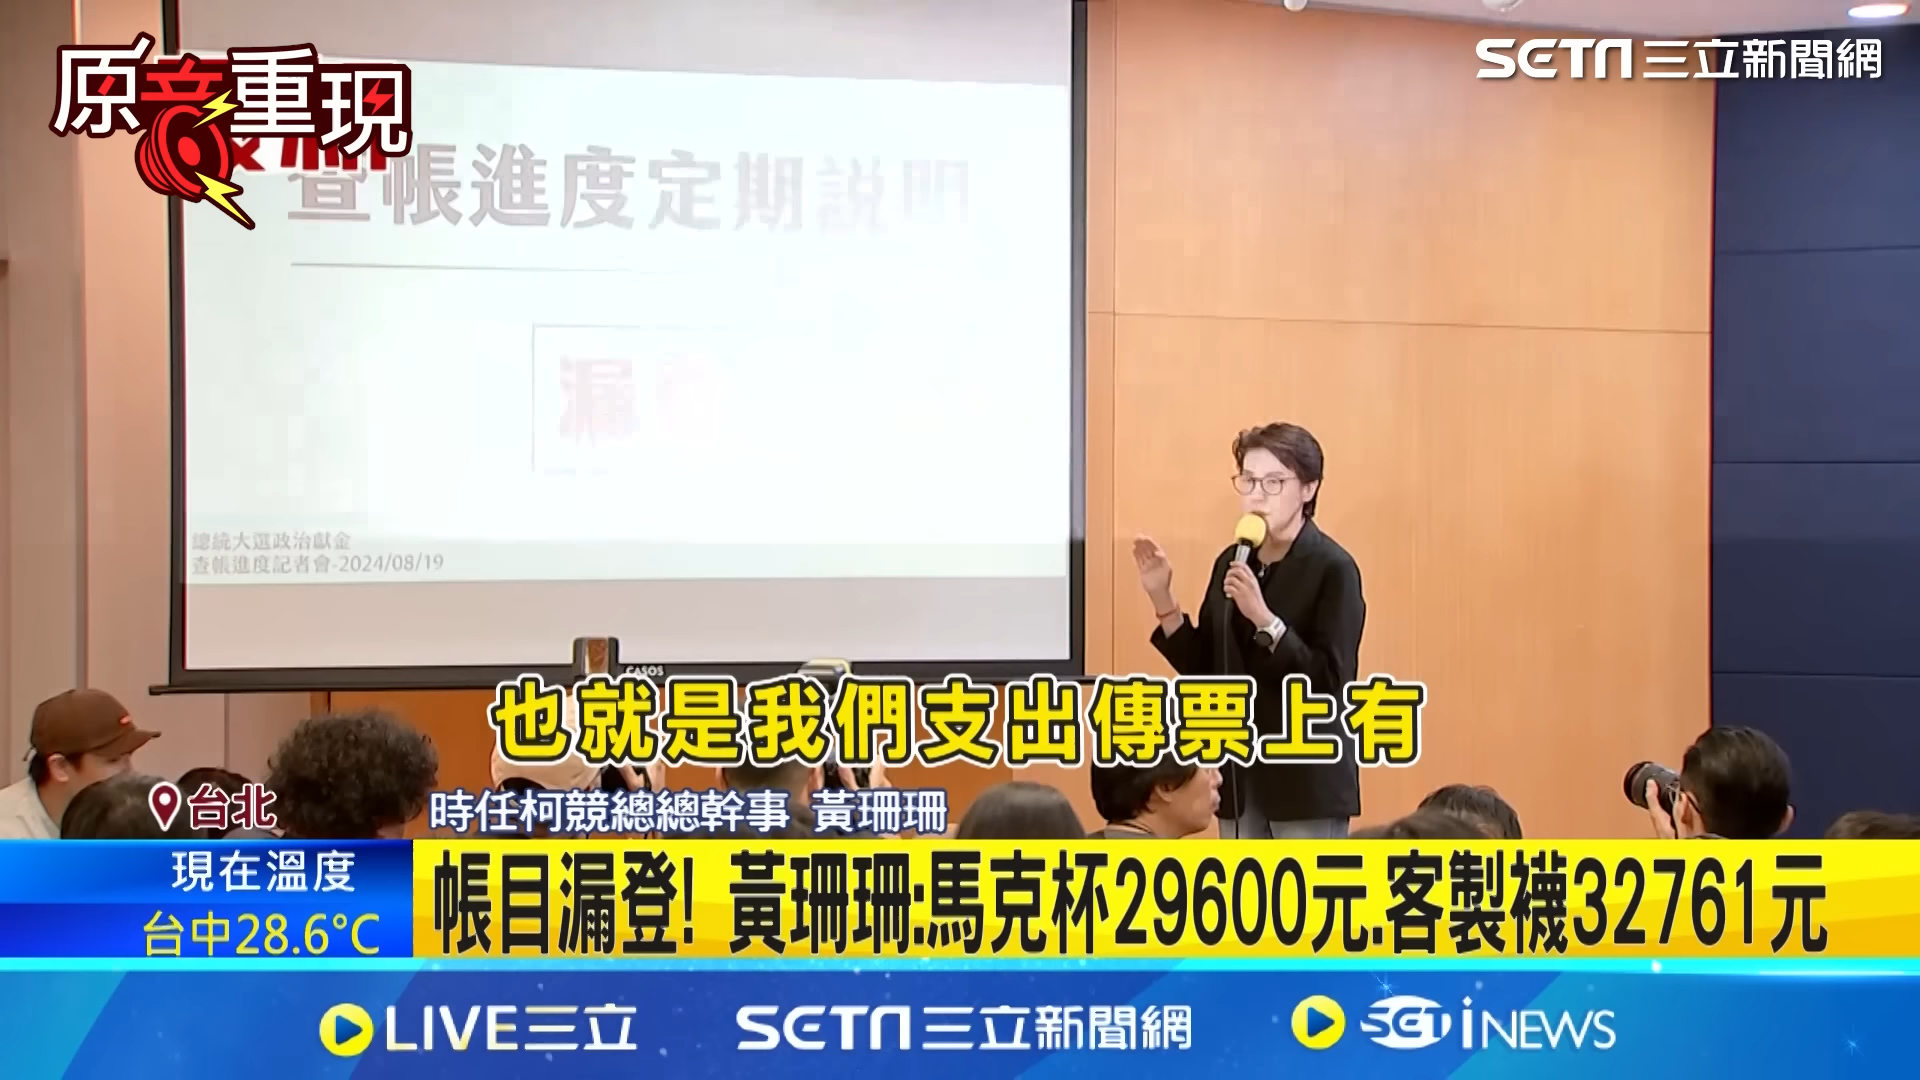 原音重現
SETN三立新聞網
查帳進度定期說明
漏
總統大選政治獻金
查帳進度記者會-2024/08/19
CASOS
也就是我們支出傳票上有
台北
時任柯競總總幹事 黃珊珊
現在溫度
台中28.6°C
帳目漏登! 黃珊珊:馬克杯29600元.客製襪32761元
LIVE三立
SETN三立新聞網
SET iNEWS